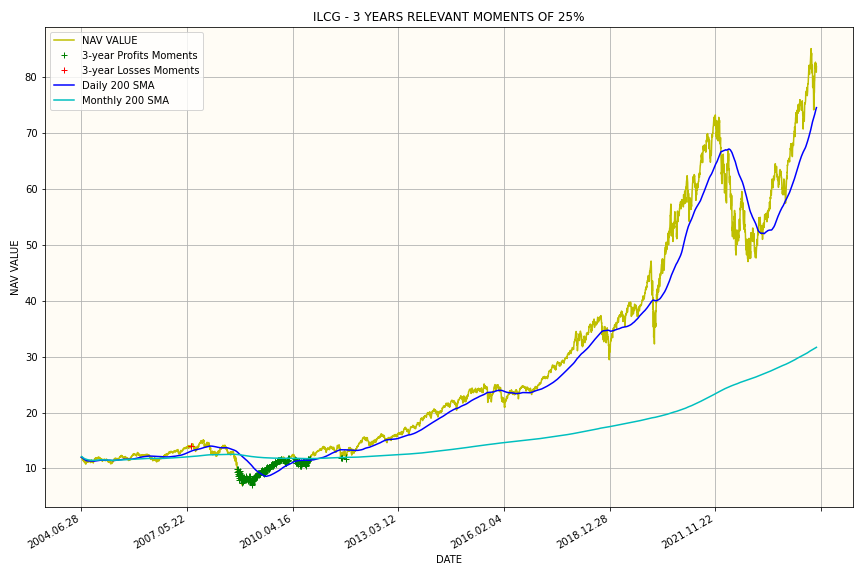 ILCG - 3 YEARS RELEVANT MOMENTS OF 25%
NAV VALUE
3-year Profits Moments
3-year Losses Moments
Daily 200 SMA
Monthly 200 SMA
NAV VALUE
80
70
60
50
40
30
20
10
2004.06.28
2007.05.22
2010.04.16
2013.03.12
2016.02.04
2018.12.28
2021.11.22
DATE